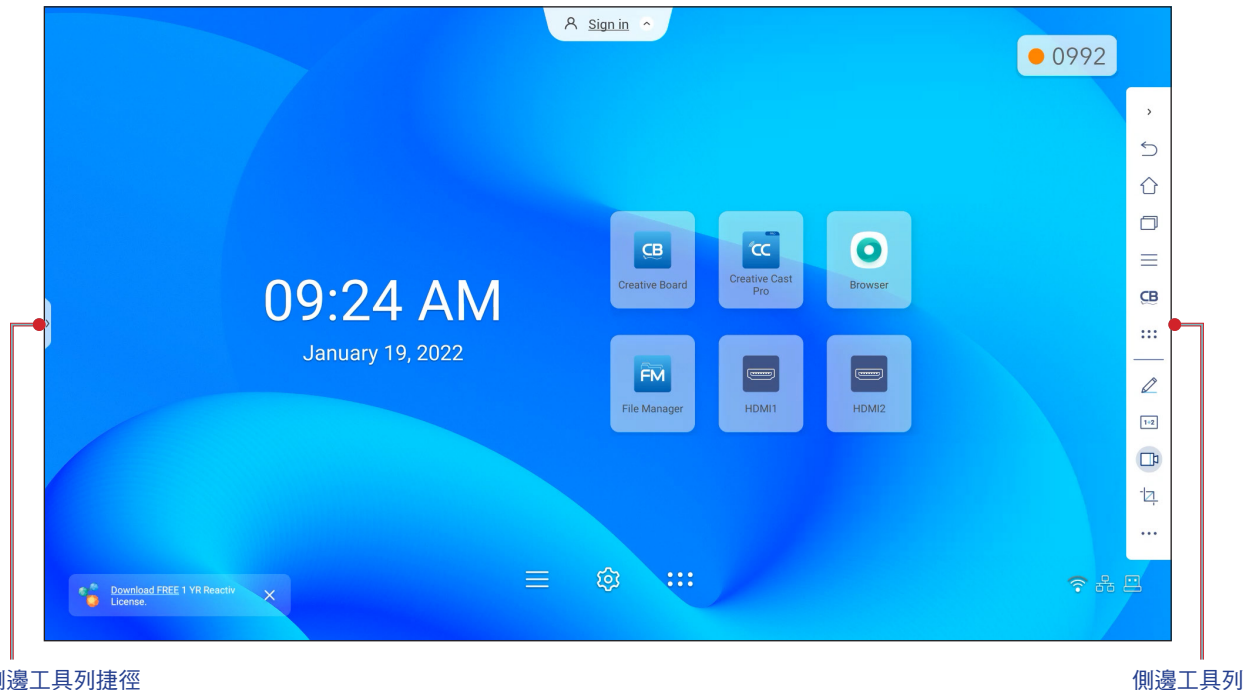 Sign in
0992
CB
CC
Creative Board
Creative Cast
Pro
Browser
09:24 AM
January 19, 2022
CB
FM
File Manager
HDMI1
HDMI2
Download FREE 1 YR Reactiv
License.
側邊工具列捷徑
側邊工具列